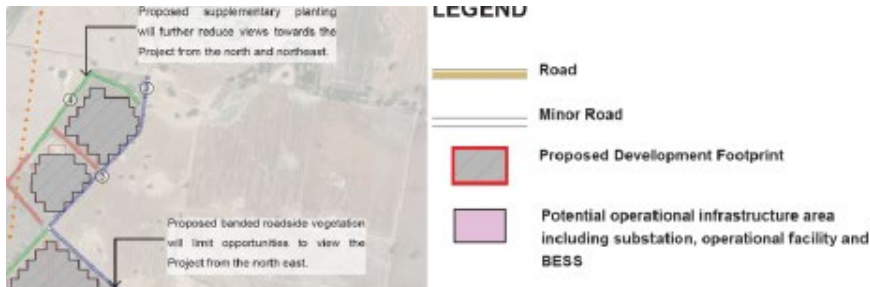 Proposed supplementary planting
will further reduce views towards the
Project from the north and northeast.
4
Proposed banded roadside vegetation
will limit opportunities to view the
Project from the north east.
LEGEND
Road
Minor Road
Proposed Development Footprint
Potential operational infrastructure area
including substation, operational facility and
BESS